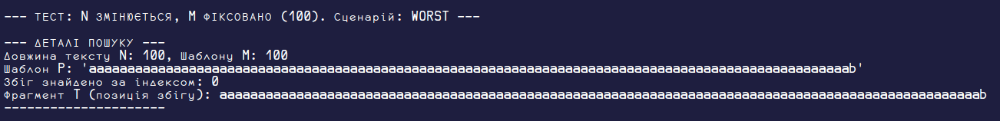 --- ТЕСТ: N ЗМІНЮЄТЬСЯ, M ФІКСОВАНО (100). Сценарій: WORST ---
--- ДЕТАЛІ ПОШУКУ ---
Довжина тексту N: 100, Шаблону M: 100
Шаблон P: 'aaaaaaaaaaaaaaaaaaaaaaaaaaaaaaaaaaaaaaaaaaaaaaaaaaaaaaaaaaaaaaaaaaaaaaaaaaaaaaaaaaaaaaaaaaaaaaaaaaab'
Збіг знайдено за індексом: 0
Фрагмент T (позиція збігу): aaaaaaaaaaaaaaaaaaaaaaaaaaaaaaaaaaaaaaaaaaaaaaaaaaaaaaaaaaaaaaaaaaaaaaaaaaaaaaaaaaaaaaaaaaaaaaaaaaab
---------------------